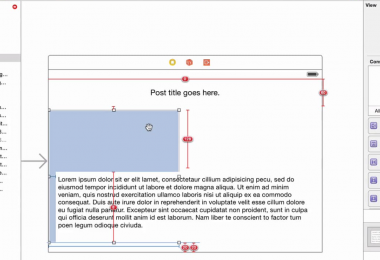 View
Post title goes here.
Con
Al
Lorem ipsum dolor sit er elit lamet, consectetaur cillium adipisicing pecu, sed do
eiusmod tempor incididunt ut labore et dolore magna aliqua. Ut enim ad minim
veniam, quis nostrud exercitation ullamco laboris nisi ut aliquip ex ea commodo
consequat. Duis aute irure dolor in reprehenderit in voluptate velit esse cillum dolore
eu fugiat nulla pariatur. Excepteur sint occaecat cupidatat non proident, sunt in culpa
qui officia deserunt mollit anim id est laborum. Nam liber te conscient to factor tum
poen legum odioque civiuda.